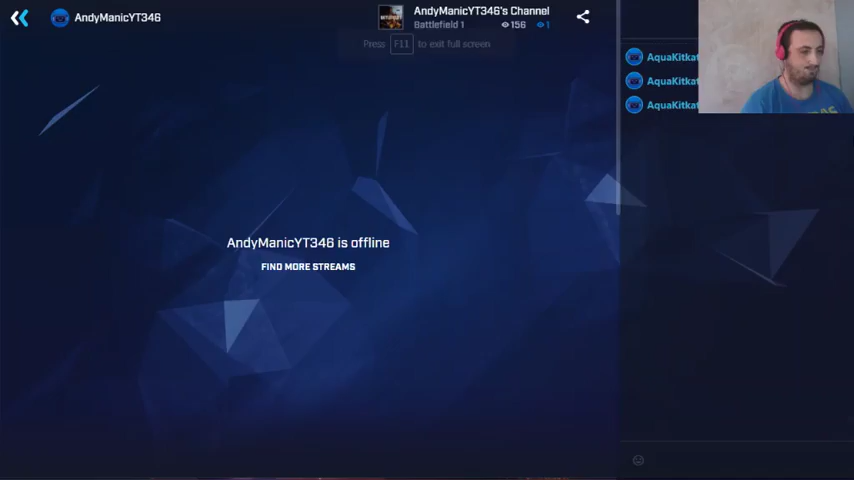 AndyManicYT346
AndyManicYT346's Channel
Battlefield 1
156
1
Press F11 to exit full screen
AquaKitkat
AquaKitkat
AquaKitkat
AndyManicYT346 is offline
FIND MORE STREAMS